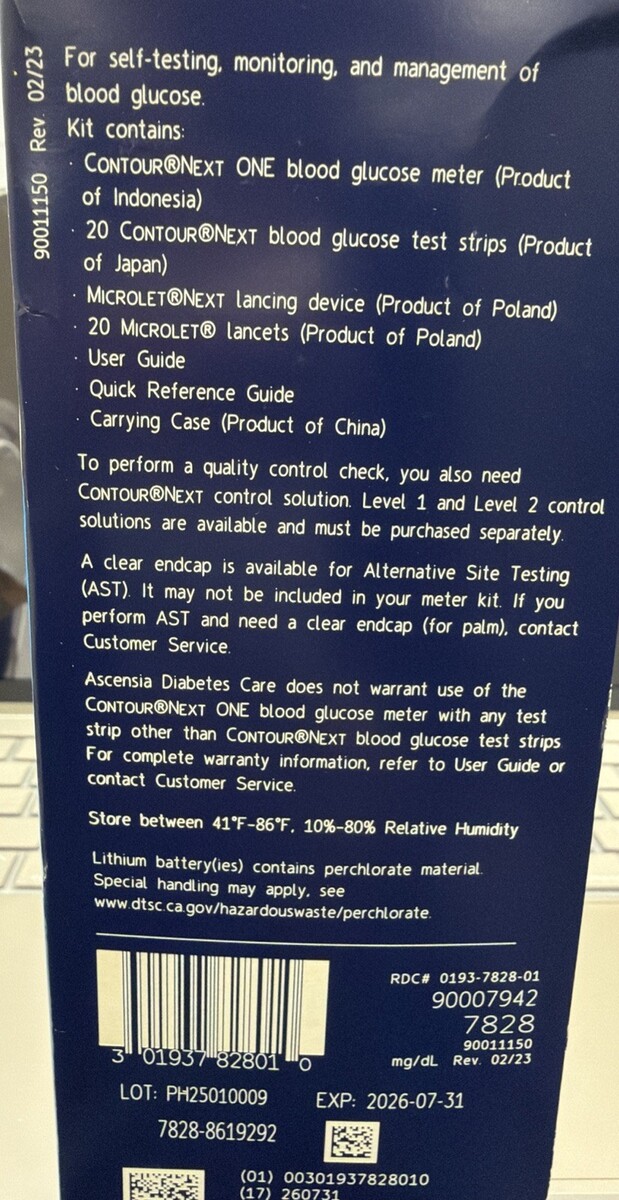 90011150 Rev. 02/23
For self-testing, monitoring, and management of
blood glucose.
Kit contains:
· CONTOUR®NEXT ONE blood glucose meter (Product
of Indonesia)
· 20 CONTOUR®NEXT blood glucose test strips (Product
of Japan)
· MICROLET®NEXT lancing device (Product of Poland)
· 20 MICROLET® lancets (Product of Poland)
· User Guide
· Quick Reference Guide
· Carrying Case (Product of China)
To perform a quality control check, you also need
CONTOUR®NEXT control solution. Level 1 and Level 2 control
solutions are available and must be purchased separately.
A clear endcap is available for Alternative Site Testing
(AST). It may not be included in your meter kit. If you
perform AST and need a clear endcap (for palm), contact
Customer Service.
Ascensia Diabetes Care does not warrant use of the
CONTOUR®NEXT ONE blood glucose meter with any test
strip other than CONTOUR®NEXT blood glucose test strips.
For complete warranty information, refer to User Guide or
contact Customer Service.
Store between 41°F-86°F, 10%-80% Relative Humidity
Lithium battery(ies) contains perchlorate material.
Special handling may apply, see
www.dtsc.ca.gov/hazardouswaste/perchlorate.
RDC# 0193-7828-01
90007942
7828
90011150
mg/dL Rev. 02/23
3 01937 82801 0
LOT: PH25010009 EXP: 2026-07-31
7828-8619292
(01) 00301937828010
(17) 260731